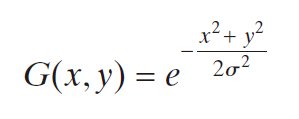 G(x, y) = e^{-\frac{x^2 + y^2}{2\sigma^2}}